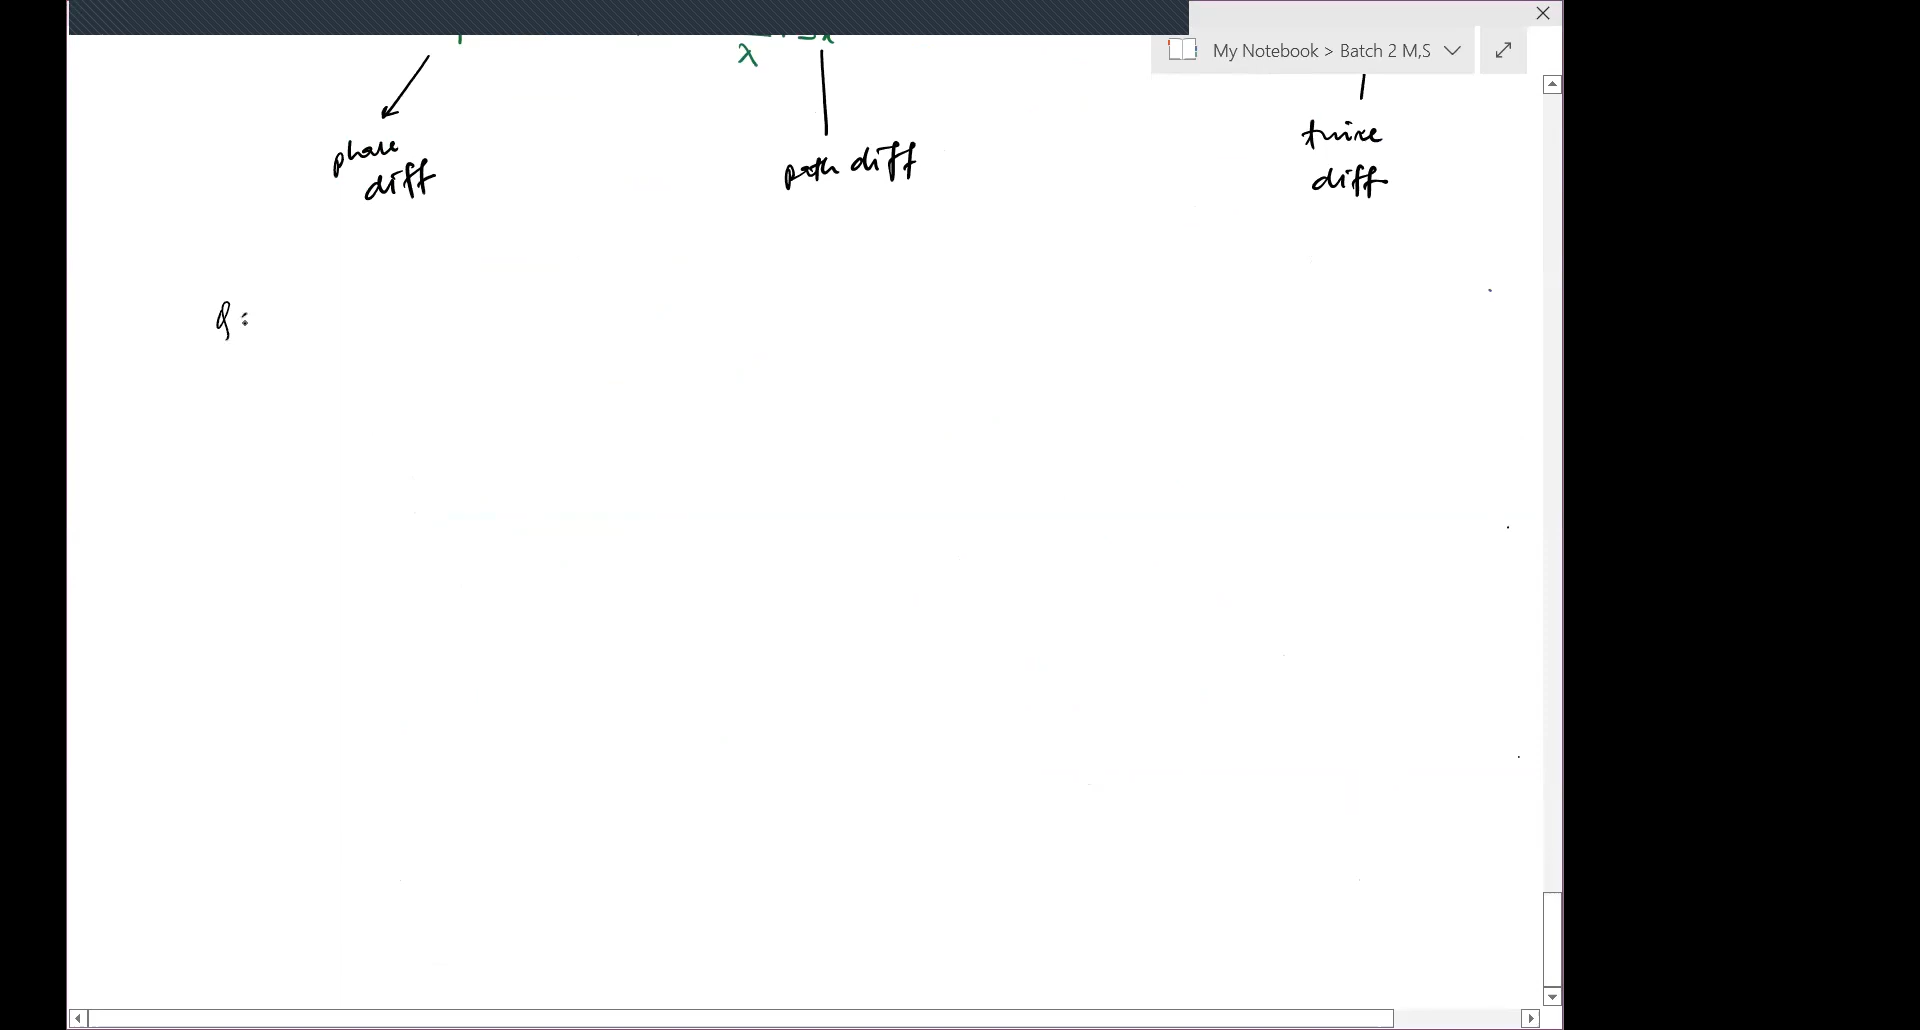 My Notebook > Batch 2 M,S
λ
phase
diff
path diff
time
diff
Q: